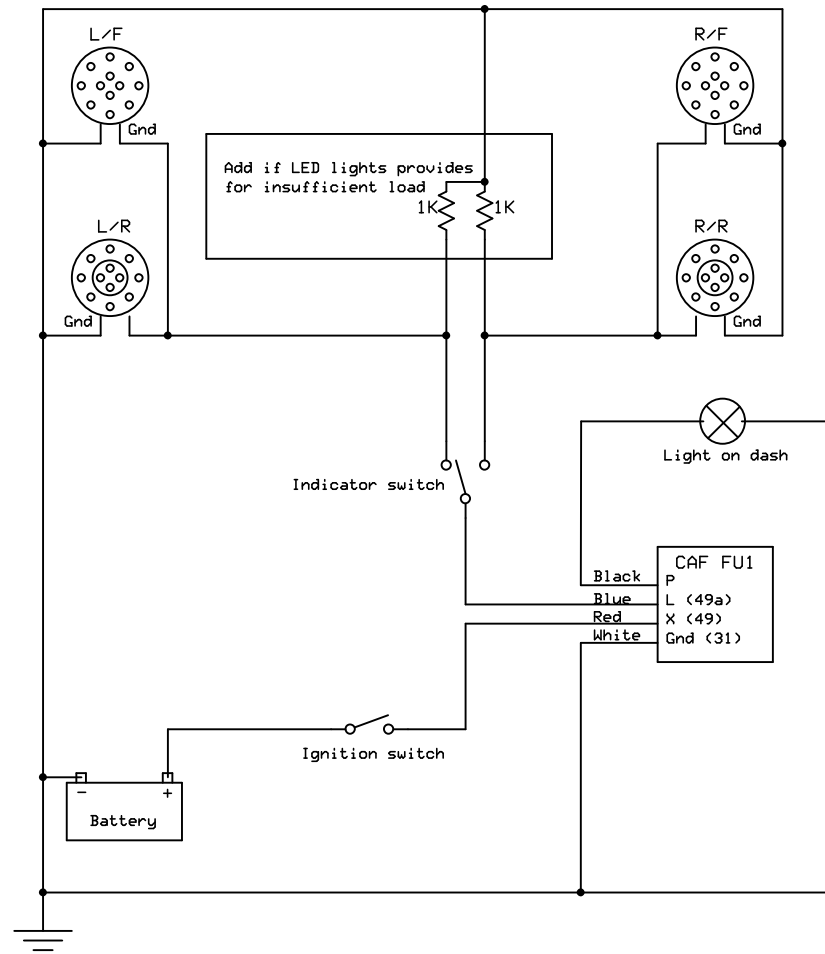 L/F
R/F
Gnd
Gnd
Add if LED lights provides
for insufficient load
1K
1K
L/R
R/R
Gnd
Gnd
Light on dash
Indicator switch
CAF FU1
Black
P
Blue
L (49a)
Red
X (49)
White
Gnd (31)
Ignition switch
- +
Battery